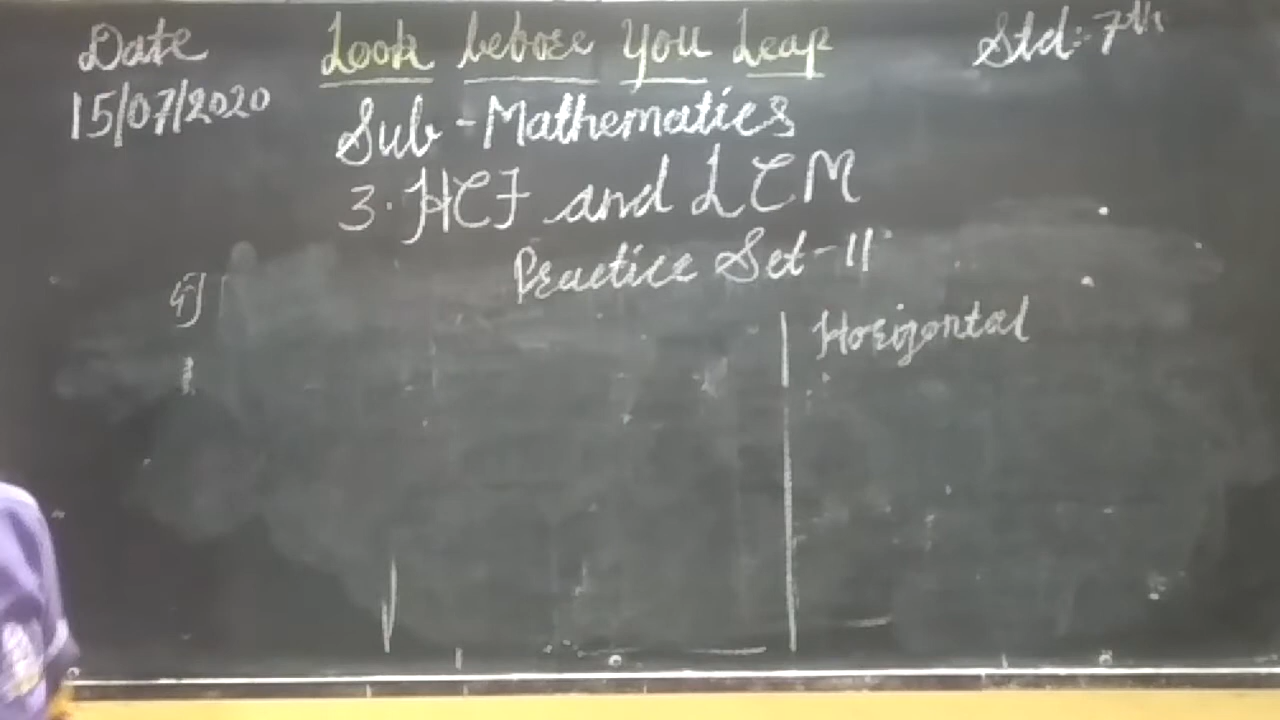 Date
Look before You Leap
Std:- 7th
15/07/2020
Sub - Mathematics
3. HCF and LCM
Practice Set - 11
Horizontal